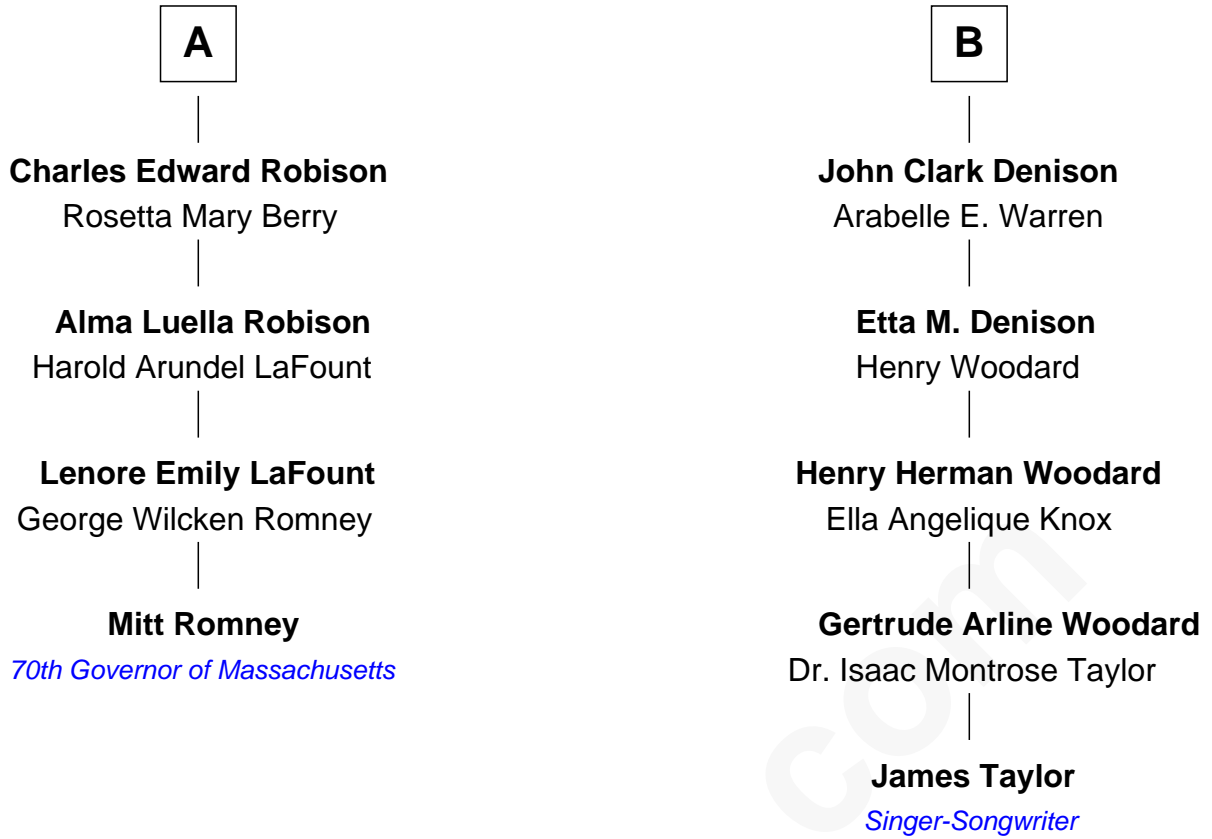 A
Charles Edward Robison
Rosetta Mary Berry
Alma Luella Robison
Harold Arundel LaFount
Lenore Emily LaFount
George Wilcken Romney
Mitt Romney
70th Governor of Massachusetts
B
John Clark Denison
Arabelle E. Warren
Etta M. Denison
Henry Woodard
Henry Herman Woodard
Ella Angelique Knox
Gertrude Arline Woodard
Dr. Isaac Montrose Taylor
James Taylor
Singer-Songwriter
com